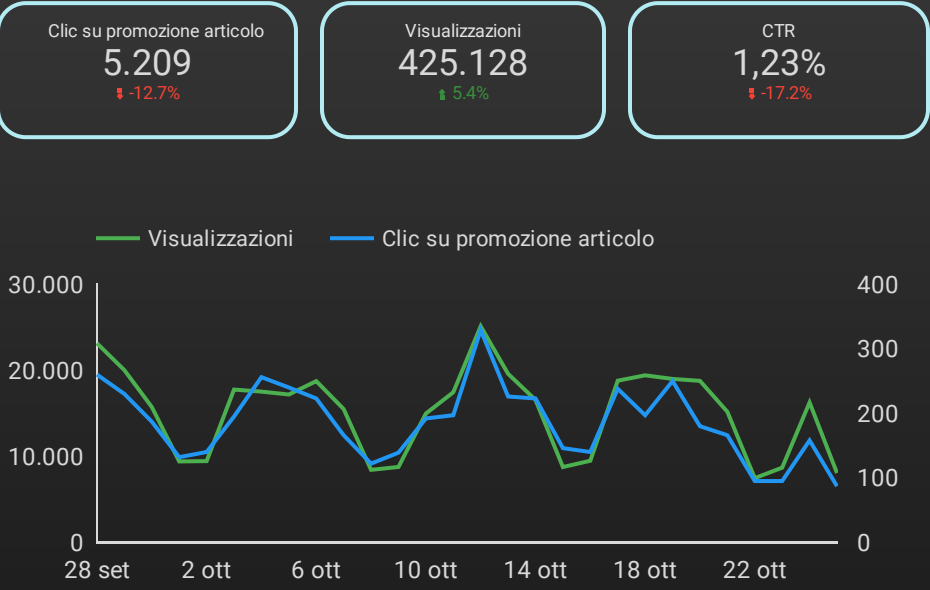 Clic su promozione articolo
5.209
-12.7%
Visualizzazioni
425.128
5.4%
CTR
1,23%
-17.2%
Visualizzazioni
Clic su promozione articolo
30.000
20.000
10.000
0
400
300
200
100
0
28 set 2 ott 6 ott 10 ott 14 ott 18 ott 22 ott